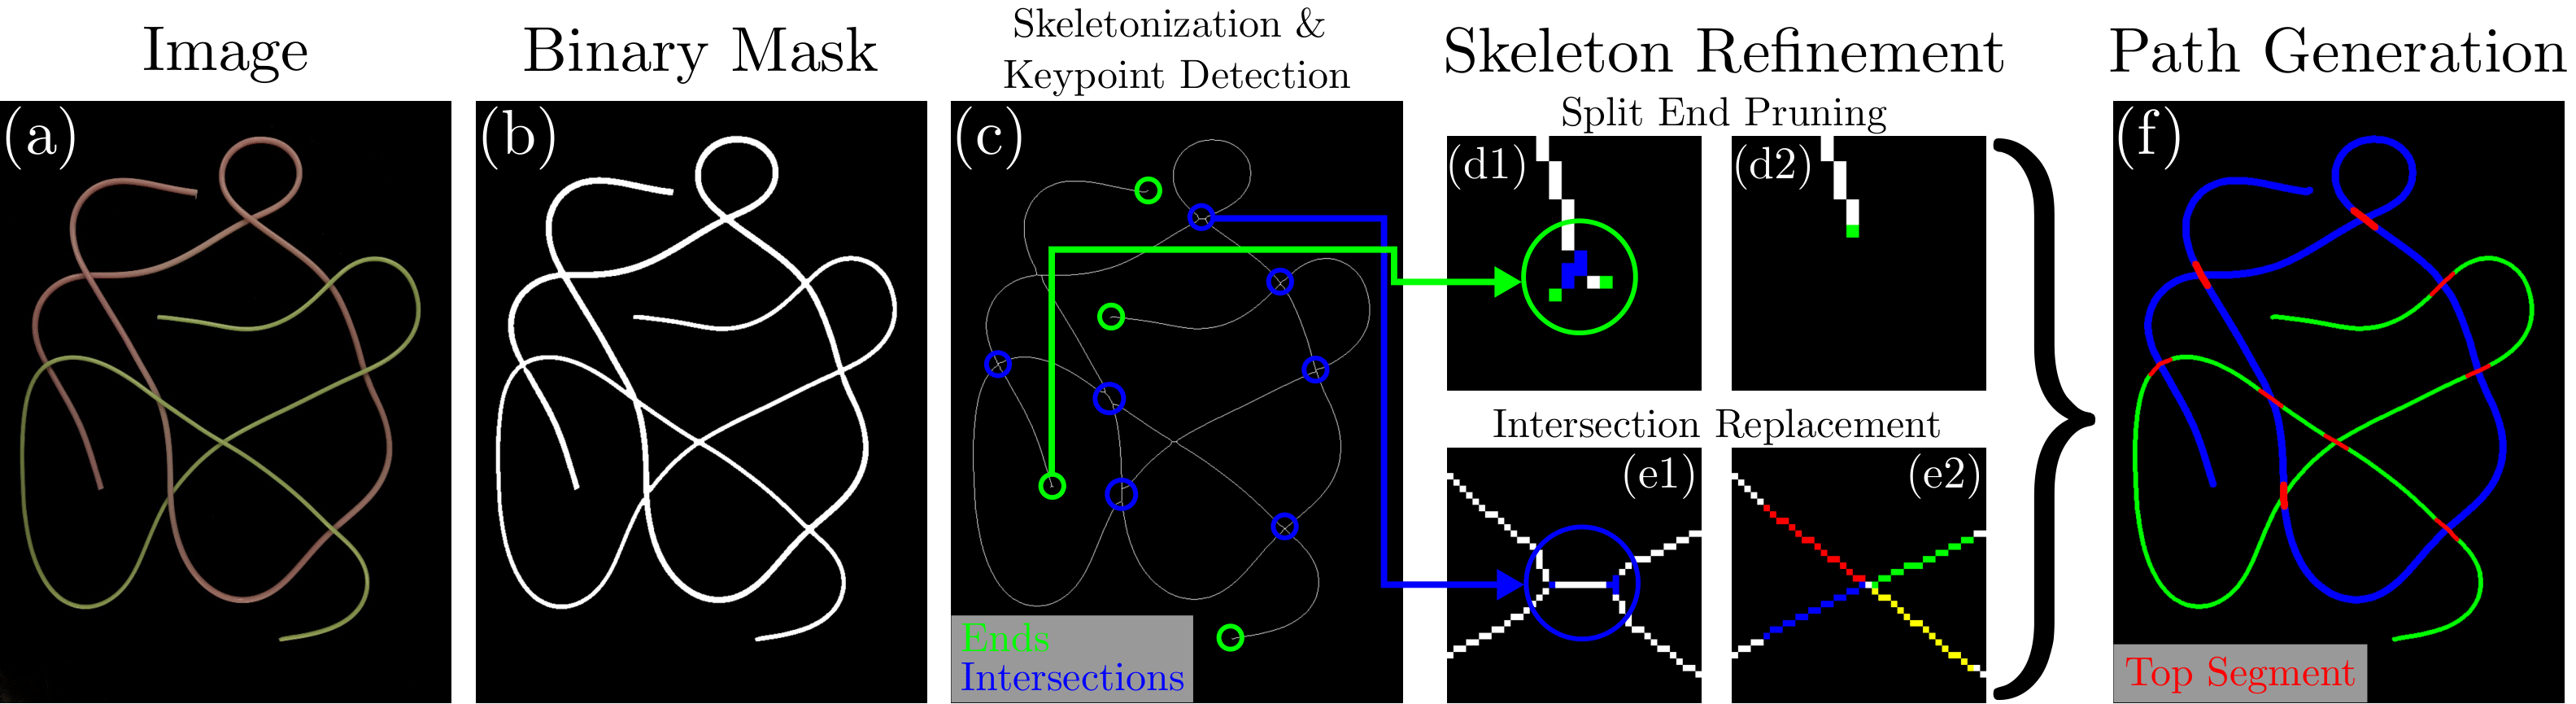 Image
Binary Mask
Skeletonization &
Keypoint Detection
Skeleton Refinement
Path Generation
(a)
(b)
(c)
Ends
Intersections
Split End Pruning
(d1)
(d2)
Intersection Replacement
(e1)
(e2)
(f)
Top Segment